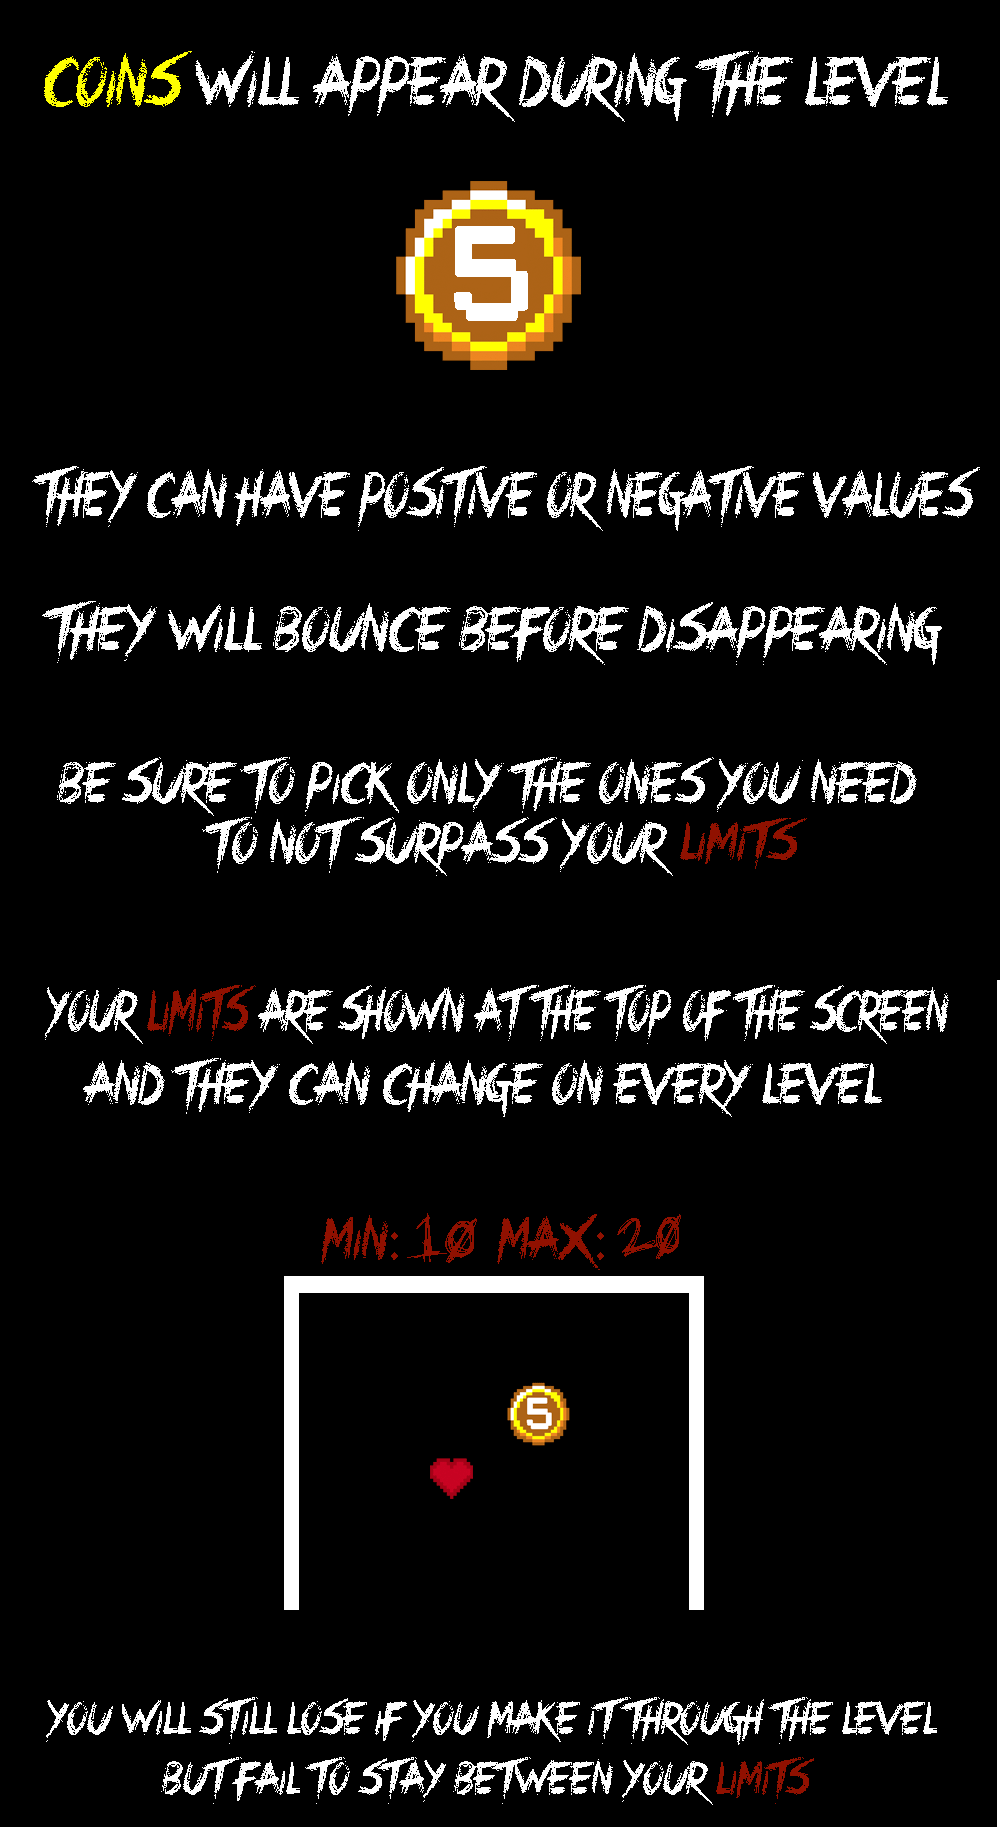 COINS WILL APPEAR DURING THE LEVEL
5
THEY CAN HAVE POSITIVE OR NEGATIVE VALUES
THEY WILL BOUNCE BEFORE DISAPPEARING
BE SURE TO PICK ONLY THE ONES YOU NEED
TO NOT SURPASS YOUR LIMITS
YOUR LIMITS ARE SHOWN AT THE TOP OF THE SCREEN
AND THEY CAN CHANGE ON EVERY LEVEL
MIN: 10 MAX: 20
5
YOU WILL STILL LOSE IF YOU MAKE IT THROUGH THE LEVEL
BUT FAIL TO STAY BETWEEN YOUR LIMITS